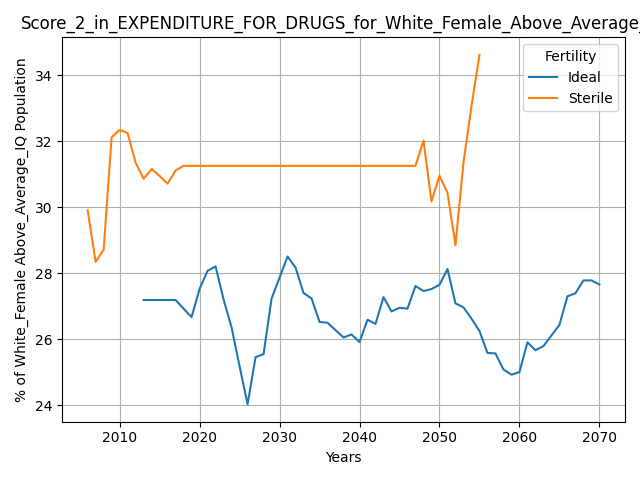 Score_2_in_EXPENDITURE_FOR_DRUGS_for_White_Female_Above_Average_
Fertility
Ideal
Sterile
% of White_Female Above_Average_IQ Population
34
32
30
28
26
24
2010 2020 2030 2040 2050 2060 2070
Years